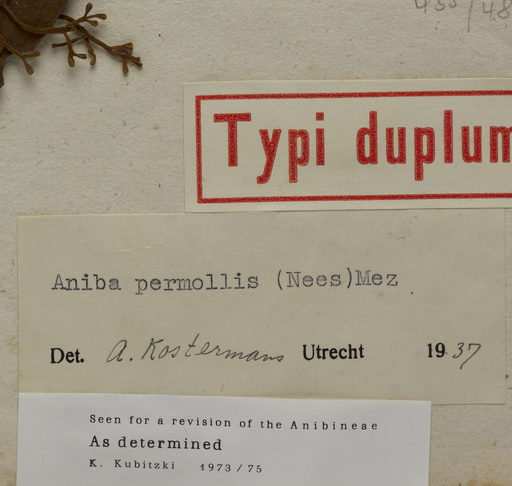 Typi duplum
Aniba permollis (Nees)Mez
Det. A. Kostermans Utrecht 1937
Seen for a revision of the Anibineae
As determined
K. Kubitzki 1973/75